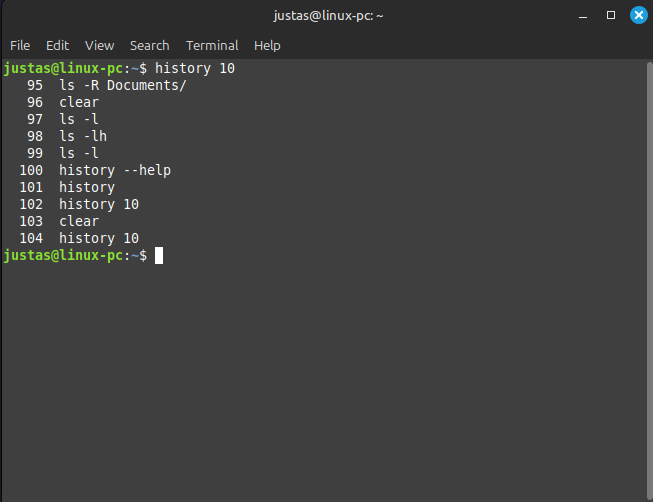 justas@linux-pc: ~
File Edit View Search Terminal Help
justas@linux-pc:~$ history 10
   95  ls -R Documents/
   96  clear
   97  ls -l
   98  ls -lh
   99  ls -l
  100  history --help
  101  history
  102  history 10
  103  clear
  104  history 10
justas@linux-pc:~$